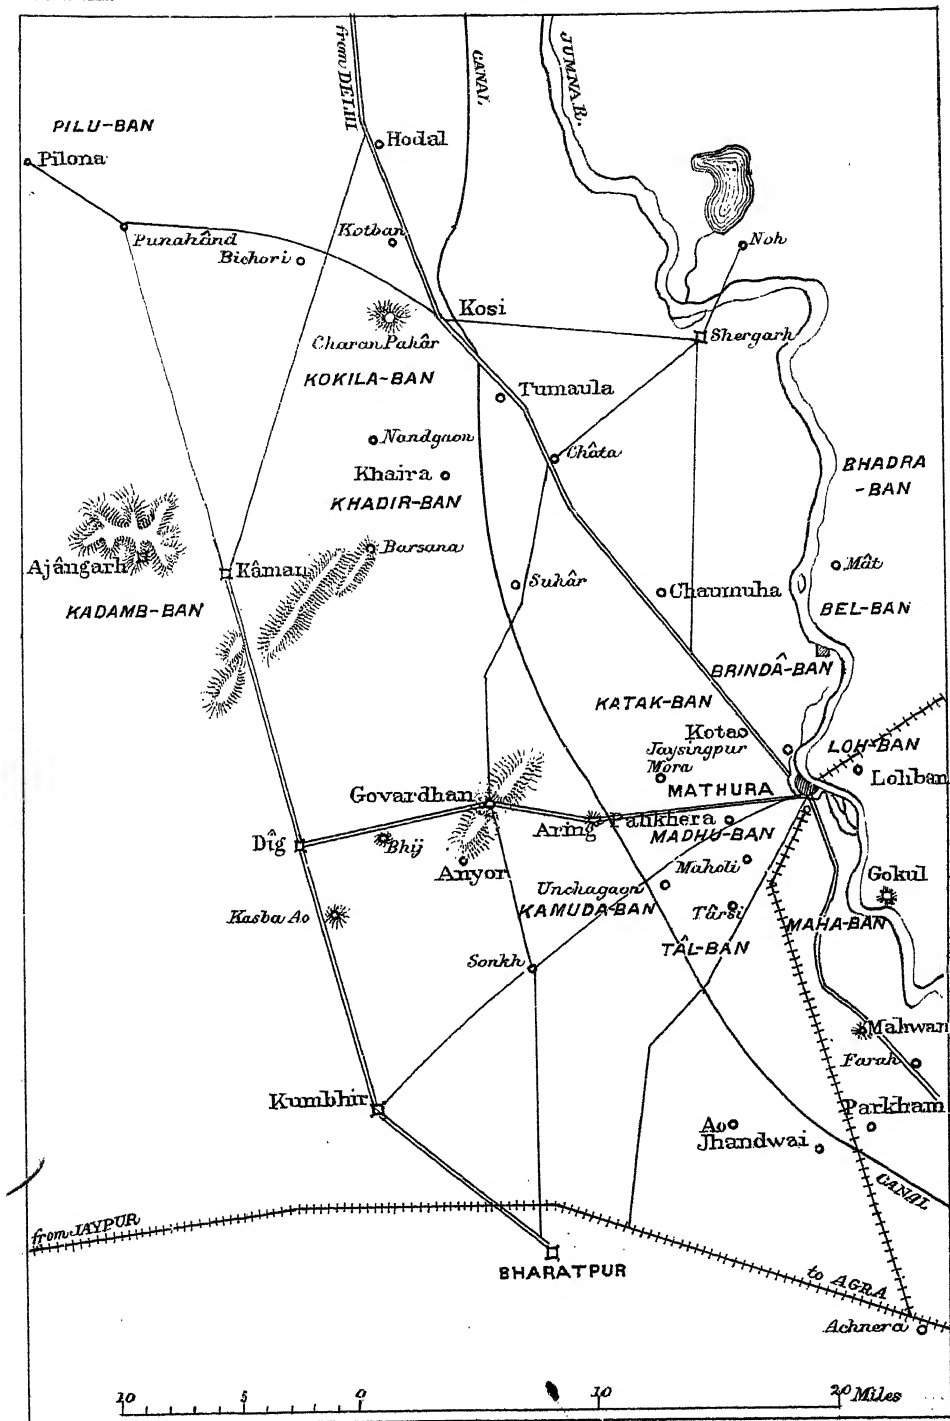 from DELHI
CANAL.
JUMNA R.
PILU-BAN
Hodal
Pilona
Kotban
Punahând
Bichori
Noh
Kosi
Charan Pahâr
Shergarh
KOKILA-BAN
Tumaula
Nandgaon
Châta
Khaira
KHADIR-BAN
BHADRA
-BAN
Barsana
Ajângarh
Kâman
Mât
Suhâr
Chaumuha
KADAMB-BAN
BEL-BAN
BRINDÂ-BAN
KATAK-BAN
Kota
LOH-BAN
Jaysingpur
Mora
Lohban
MATHURA
Govardhan
Aring
Palikhera
MADHU-BAN
Dîg
Bhij
Anyor
Maholi
Gokul
Unchagaon
KAMUDA-BAN
Kasba Ao
Târsi
MAHA-BAN
TÂL-BAN
Sonkh
Mahwan
Farah
Kumbhir
Parkham
Ao
Jhandwai
CANAL
from JAYPUR
BHARATPUR
to AGRA
Achnera
10 5 0 10 20 Miles